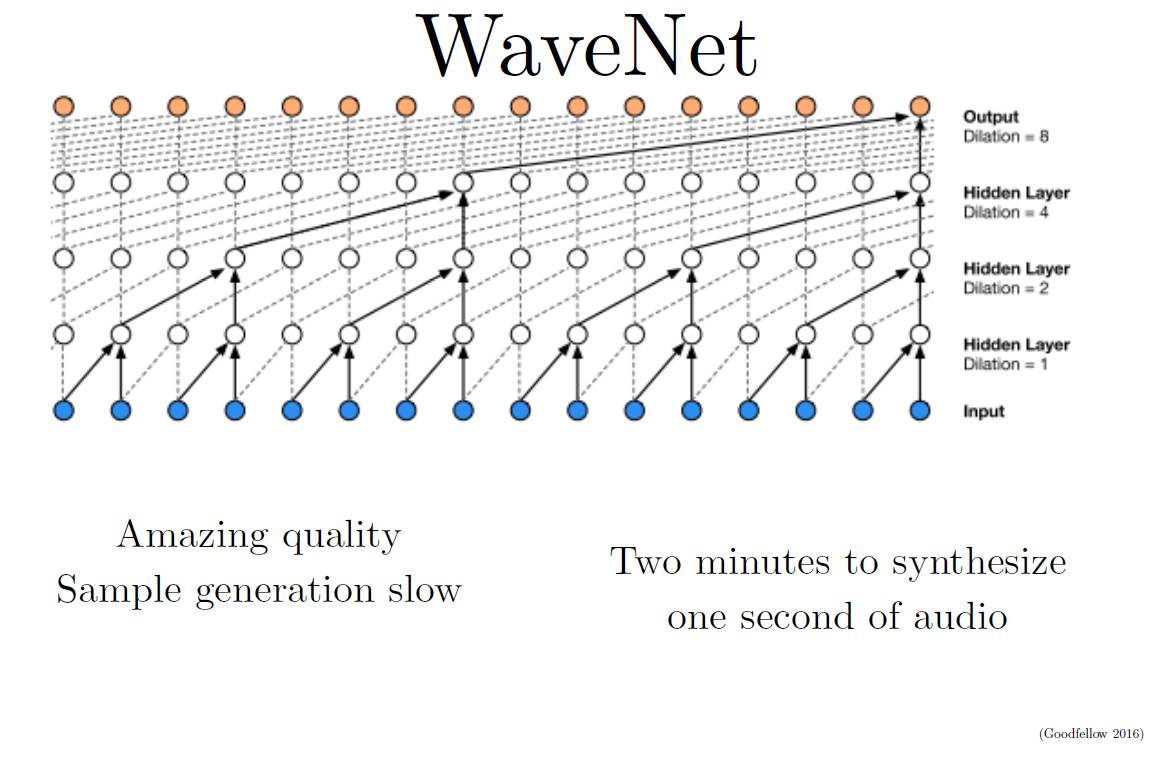 WaveNet
Output
Dilation = 8
Hidden Layer
Dilation = 4
Hidden Layer
Dilation = 2
Hidden Layer
Dilation = 1
Input
Amazing quality
Sample generation slow
Two minutes to synthesize
one second of audio
(Goodfellow 2016)